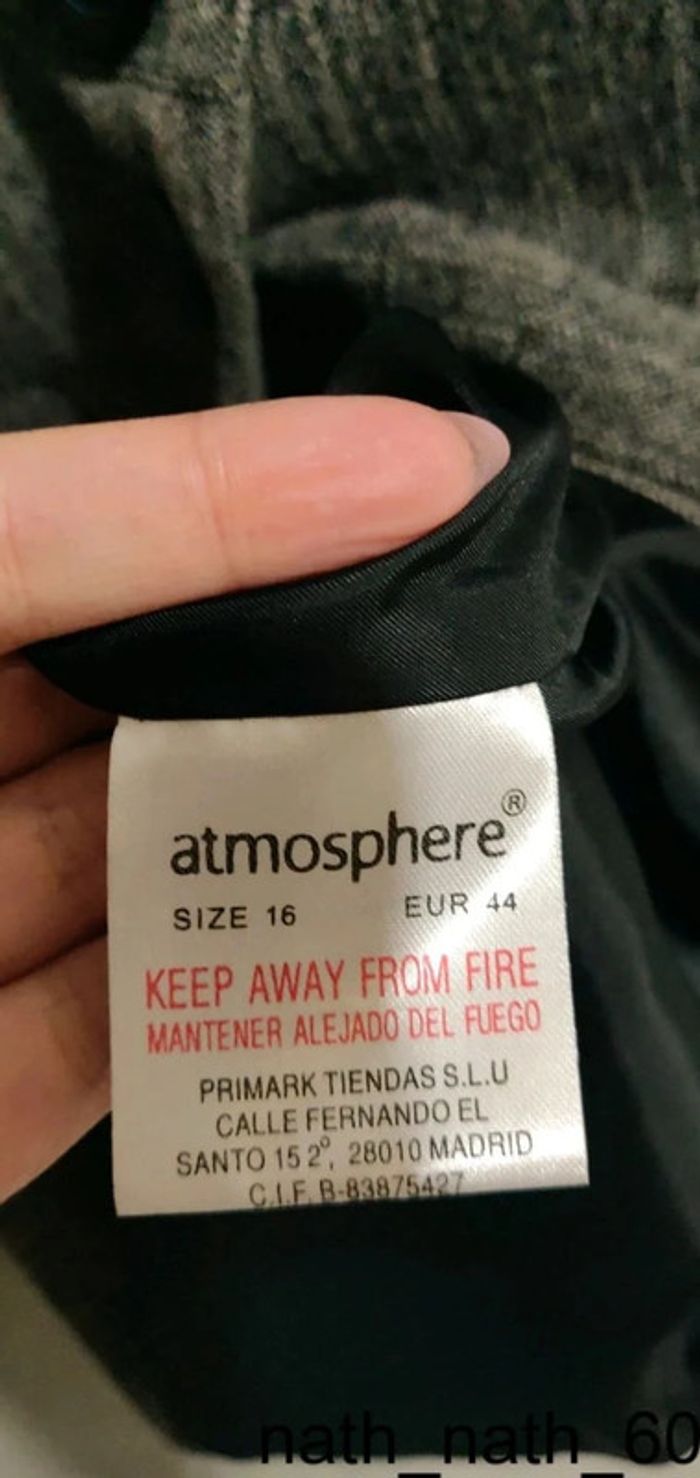 atmosphere®
SIZE 16 EUR 44
KEEP AWAY FROM FIRE
MANTENER ALEJADO DEL FUEGO
PRIMARK TIENDAS S.L.U
CALLE FERNANDO EL
SANTO 15 2º, 28010 MADRID
C.I.F. B-83875427
nath_nath_60